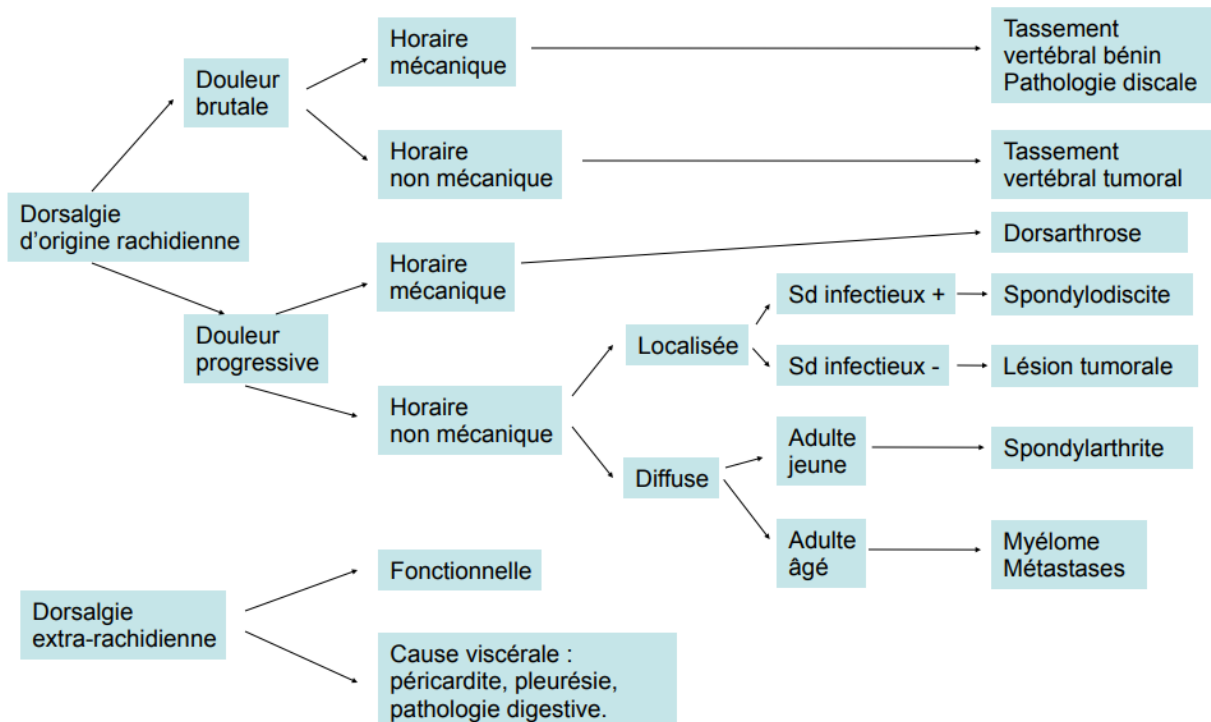 Dorsalgie
d'origine rachidienne
Douleur
brutale
Horaire
mécanique
Tassement
vertébral bénin
Pathologie discale
Horaire
non mécanique
Tassement
vertébral tumoral
Douleur
progressive
Horaire
mécanique
Dorsarthrose
Horaire
non mécanique
Localisée
Sd infectieux +
Spondylodiscite
Sd infectieux -
Lésion tumorale
Diffuse
Adulte
jeune
Spondylarthrite
Adulte
âgé
Myélome
Métastases
Dorsalgie
extra-rachidienne
Fonctionnelle
Cause viscérale :
péricardite, pleurésie,
pathologie digestive.